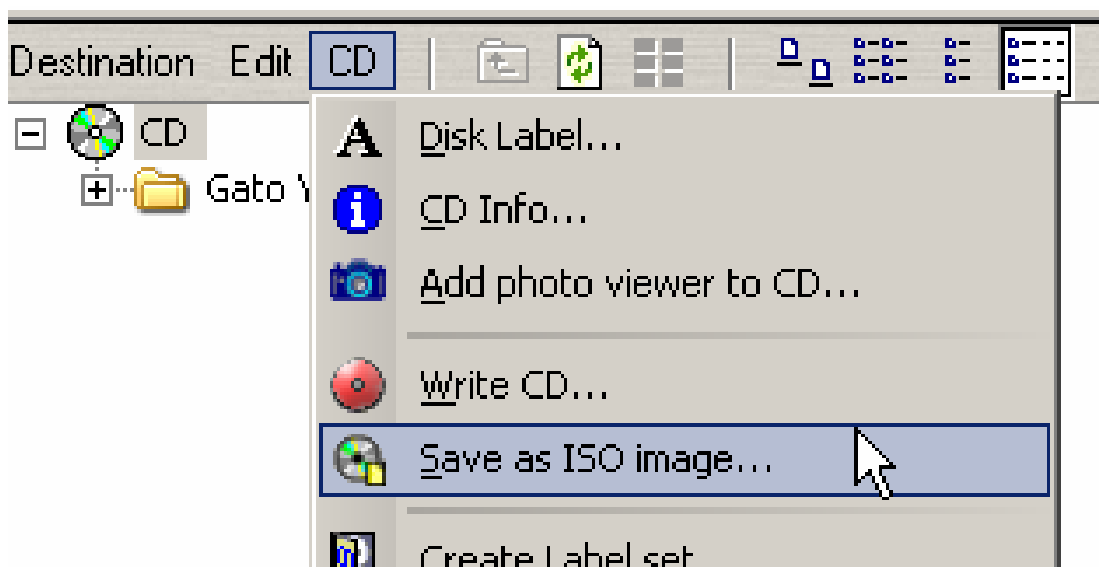 Destination Edit CD
CD
Gato
Disk Label...
CD Info...
Add photo viewer to CD...
Write CD...
Save as ISO image...
Create Label set